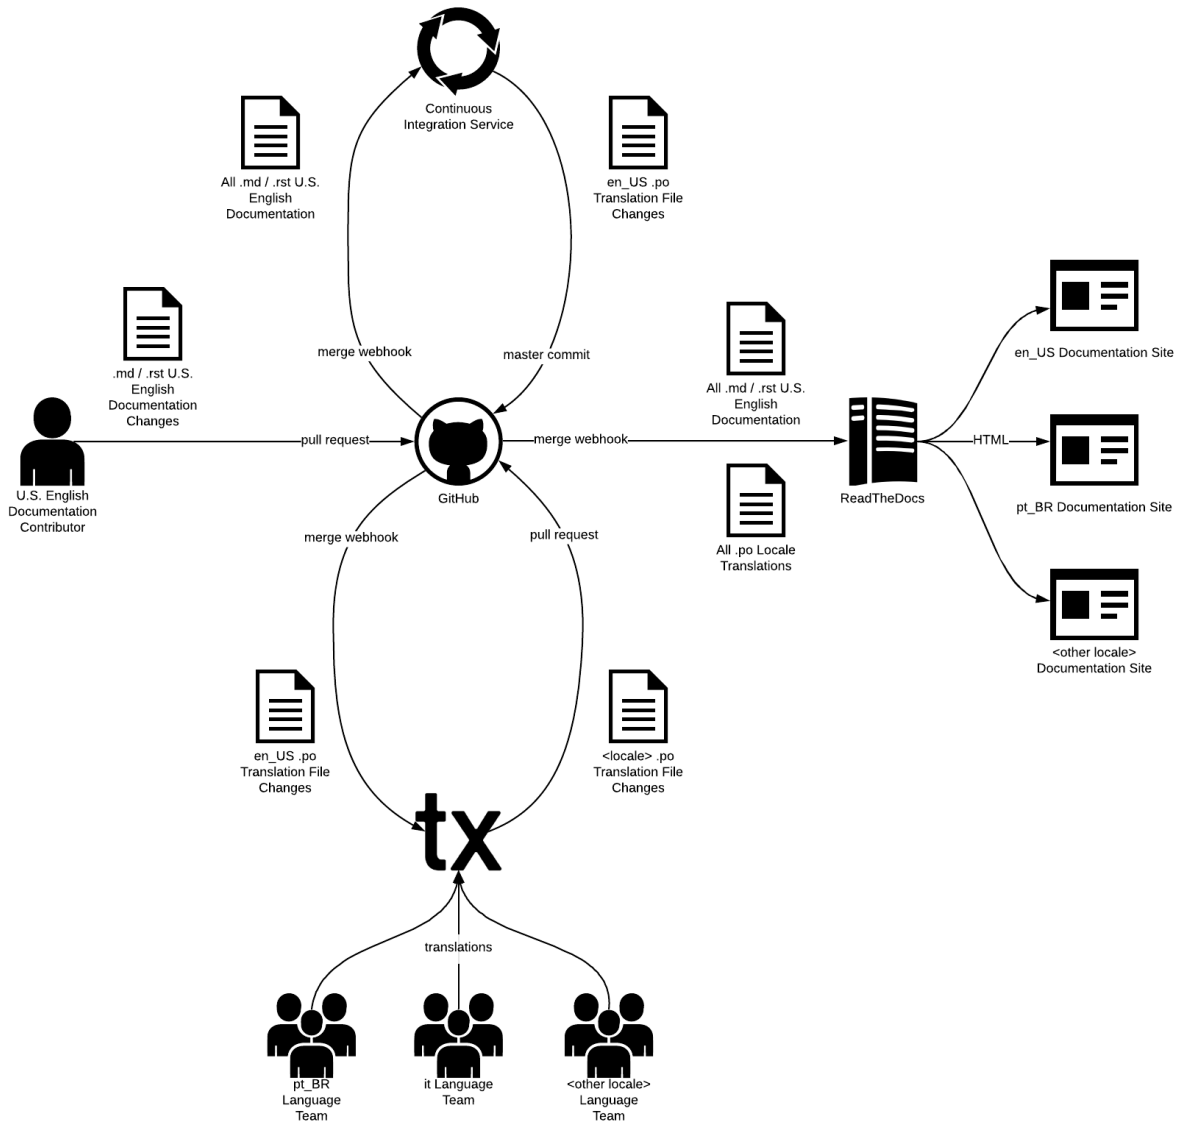 Continuous
Integration Service
All .md / .rst U.S.
English
Documentation
en_US .po
Translation File
Changes
merge webhook
master commit
.md / .rst U.S.
English
Documentation
Changes
pull request
U.S. English
Documentation
Contributor
GitHub
merge webhook
All .md / .rst U.S.
English
Documentation
All .po Locale
Translations
ReadTheDocs
HTML
en_US Documentation Site
pt_BR Documentation Site
<other locale>
Documentation Site
merge webhook
pull request
en_US .po
Translation File
Changes
<locale> .po
Translation File
Changes
tx
translations
pt_BR
Language
Team
it Language
Team
<other locale>
Language
Team